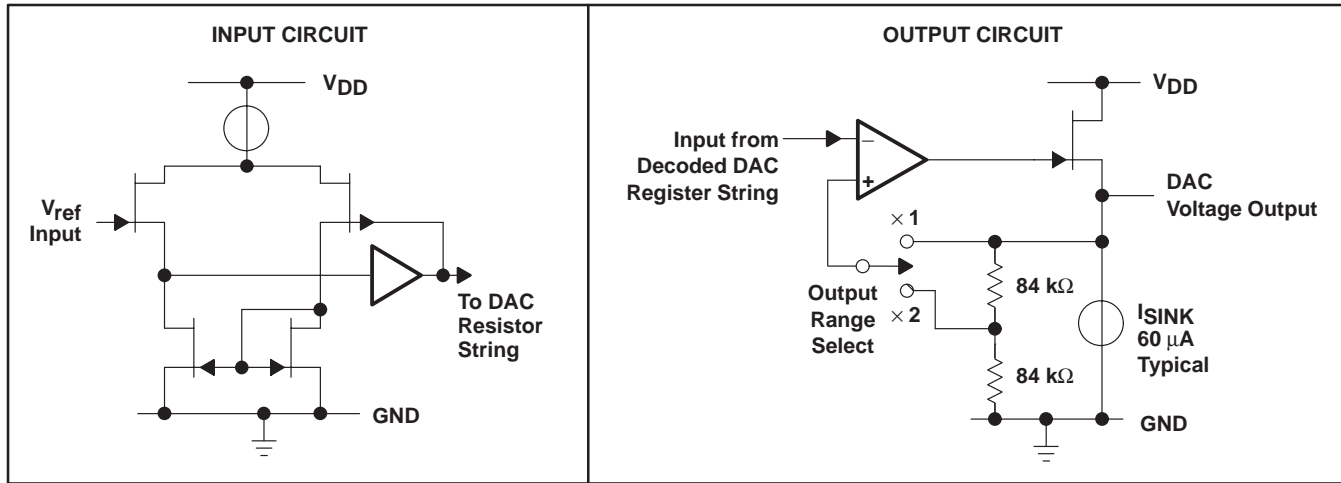 INPUT CIRCUIT
VDD
Vref
Input
To DAC
Resistor
String
GND
OUTPUT CIRCUIT
VDD
Input from
Decoded DAC
Register String
−
+
DAC
Voltage Output
× 1
84 kΩ
Output
Range
Select
× 2
ISINK
60 μA
Typical
84 kΩ
GND